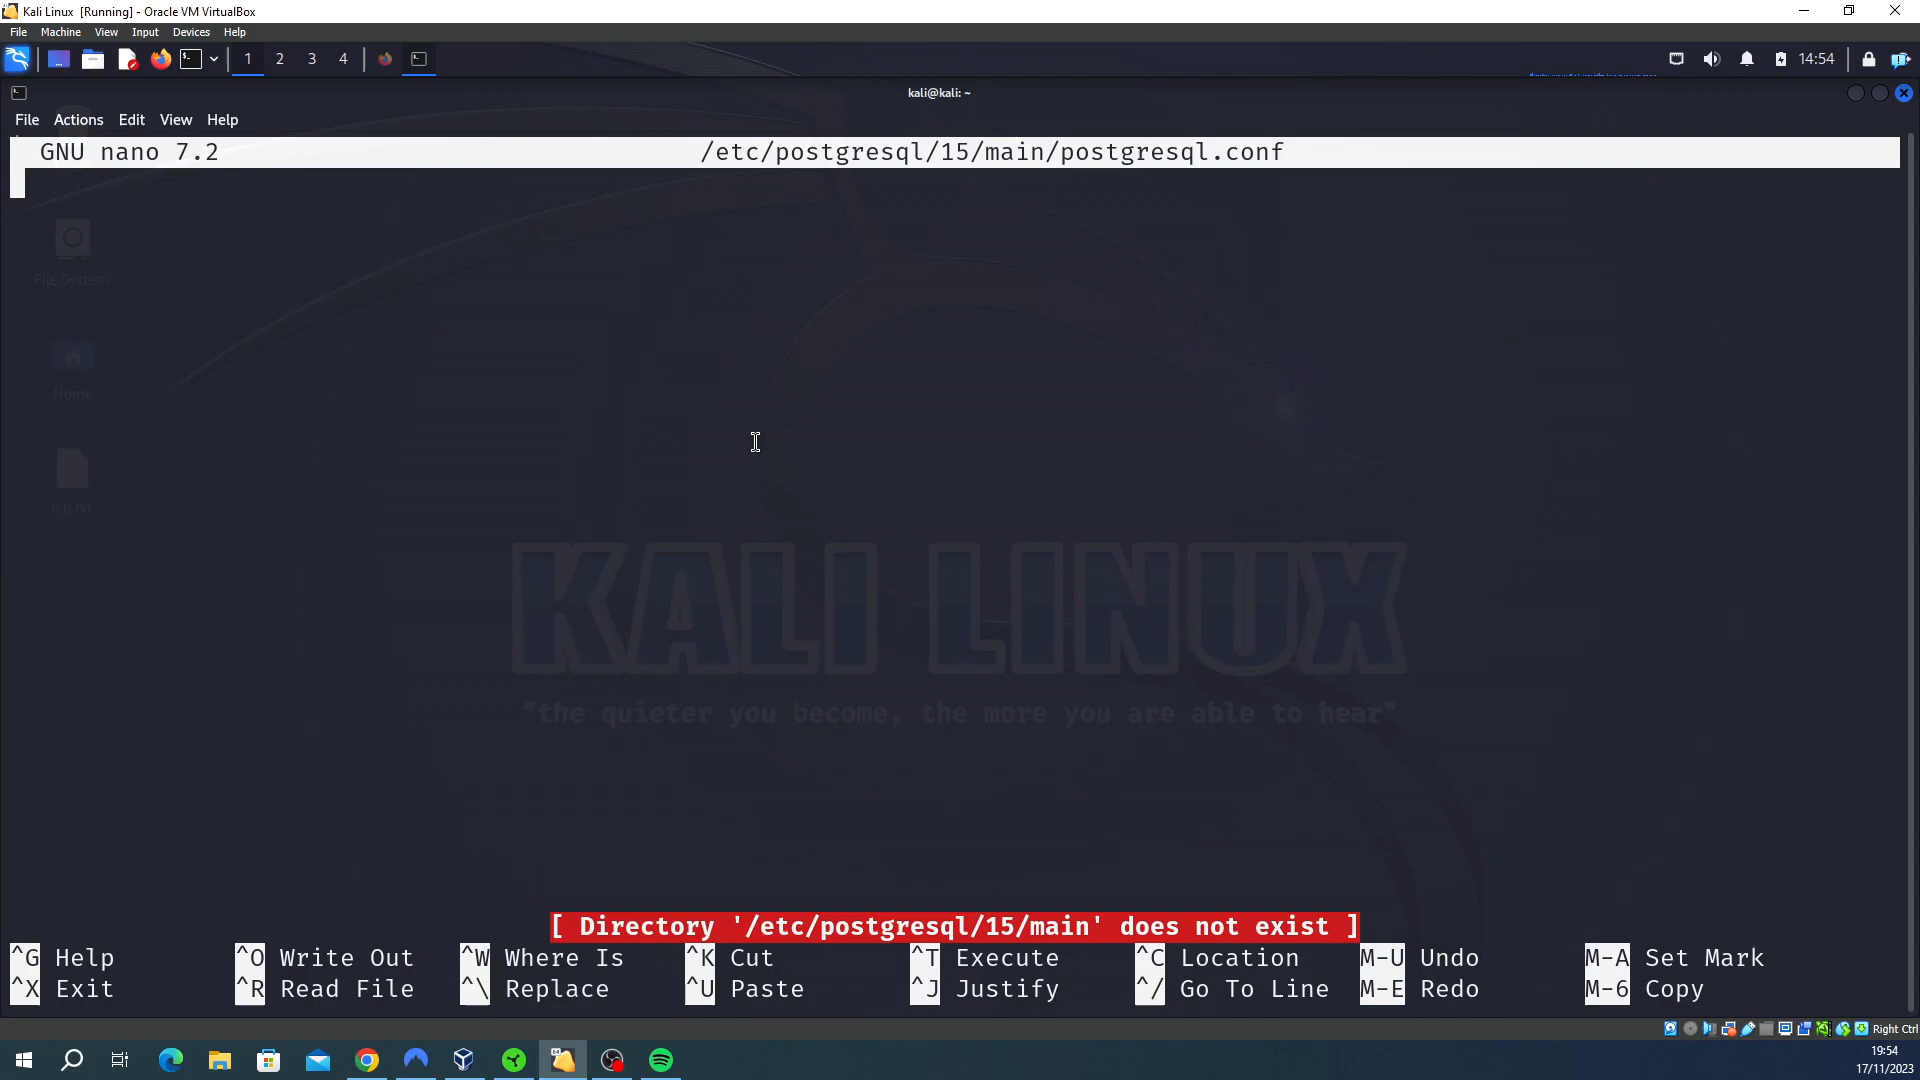 Kali Linux [Running] - Oracle VM VirtualBox
File Machine View Input Devices Help
1 2 3 4 14:54
kali@kali: ~
File Actions Edit View Help
GNU nano 7.2 /etc/postgresql/15/main/postgresql.conf
File System
Home
KALI LINUX
"the quieter you become, the more you are able to hear"
[ Directory '/etc/postgresql/15/main' does not exist ]
^G Help ^O Write Out ^W Where Is ^K Cut ^T Execute ^C Location M-U Undo M-A Set Mark
^X Exit ^R Read File ^\ Replace ^U Paste ^J Justify ^/ Go To Line M-E Redo M-6 Copy
Right Ctrl
19:54
17/11/2023